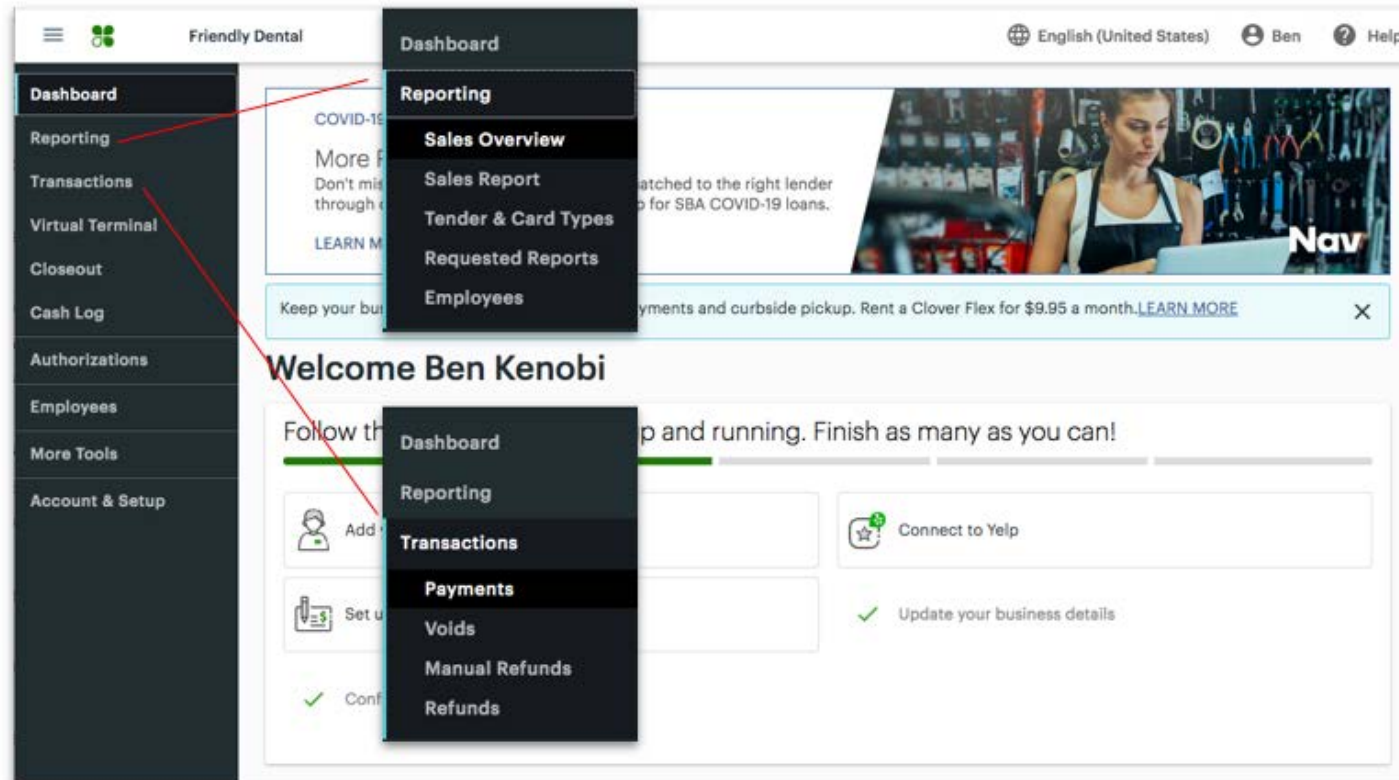 Friendly Dental
English (United States)
Ben
Help
Dashboard
Reporting
Transactions
Virtual Terminal
Closeout
Cash Log
Authorizations
Employees
More Tools
Account & Setup
Dashboard
Reporting
Sales Overview
Sales Report
Tender & Card Types
Requested Reports
Employees
COVID-19
More
Don't atched to the right lender
through for SBA COVID-19 loans.
LEARN
Nav
Keep your yments and curbside pickup. Rent a Clover Flex for $9.95 a month. LEARN MORE
Welcome Ben Kenobi
Follow p and running. Finish as many as you can!
Dashboard
Reporting
Transactions
Payments
Voids
Manual Refunds
Refunds
Add
Connect to Yelp
Set
Update your business details
Conf